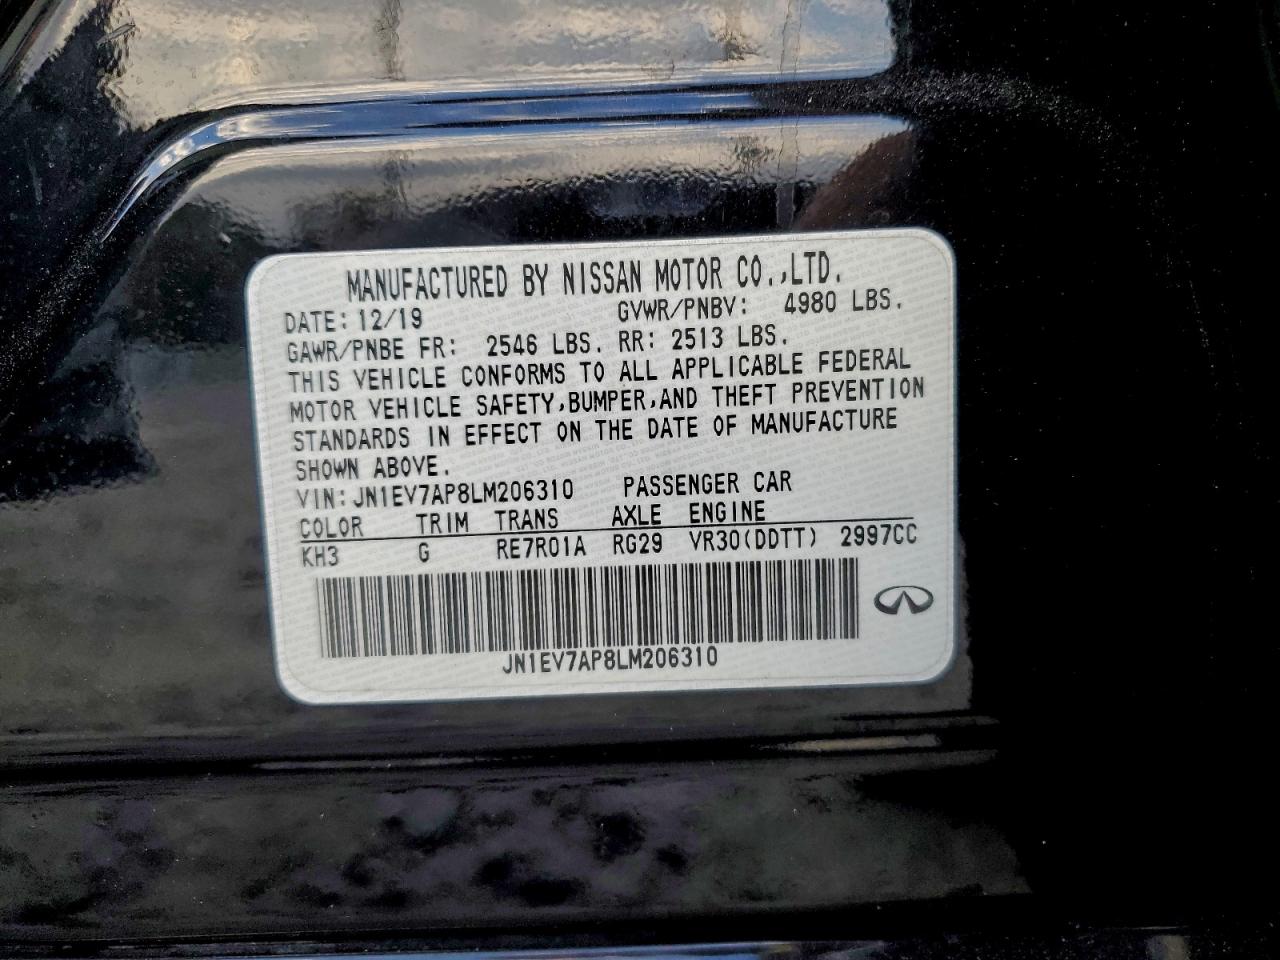 MANUFACTURED BY NISSAN MOTOR CO.,LTD.
DATE: 12/19 GVWR/PNBV: 4980 LBS.
GAWR/PNBE FR: 2546 LBS. RR: 2513 LBS.
THIS VEHICLE CONFORMS TO ALL APPLICABLE FEDERAL
MOTOR VEHICLE SAFETY,BUMPER,AND THEFT PREVENTION
STANDARDS IN EFFECT ON THE DATE OF MANUFACTURE
SHOWN ABOVE.
VIN: JN1EV7AP8LM206310 PASSENGER CAR
COLOR TRIM TRANS AXLE ENGINE
KH3 G RE7R01A RG29 VR30(DDTT) 2997CC
JN1EV7AP8LM206310